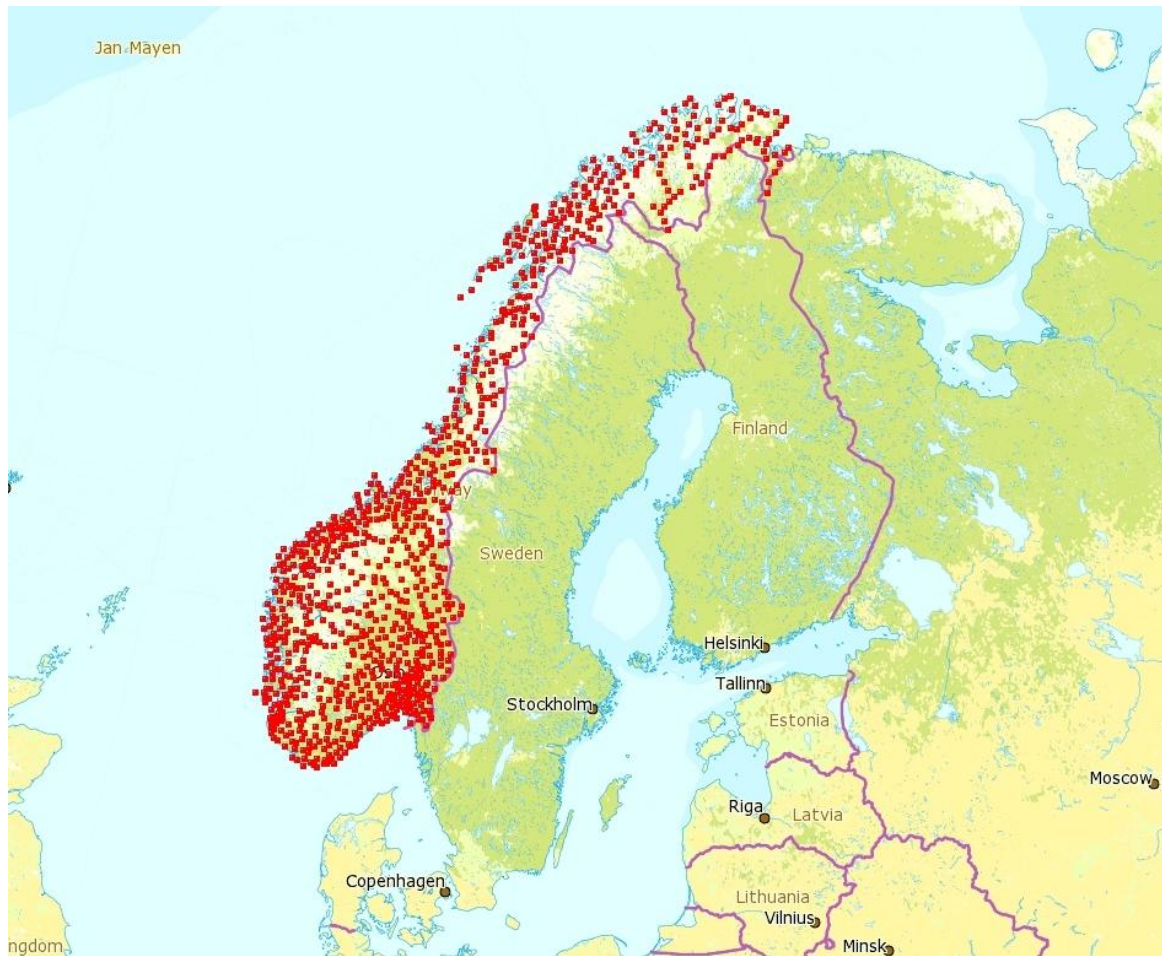 Jan Mayen
Finland
Sweden
Helsinki
Tallinn
Stockholm
Estonia
Moscow
Riga
Latvia
Copenhagen
Lithuania
Vilnius
ngdom
Minsk